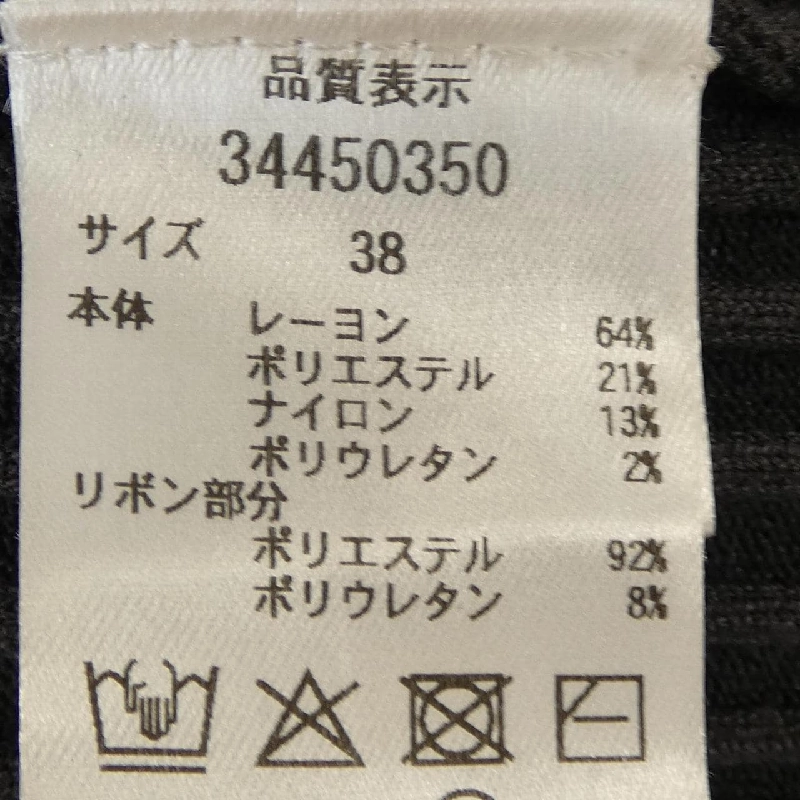 品質表示
34450350
サイズ 38
本体 レーヨン 64%
ポリエステル 21%
ナイロン 13%
ポリウレタン 2%
リボン部分
ポリエステル 92%
ポリウレタン 8%